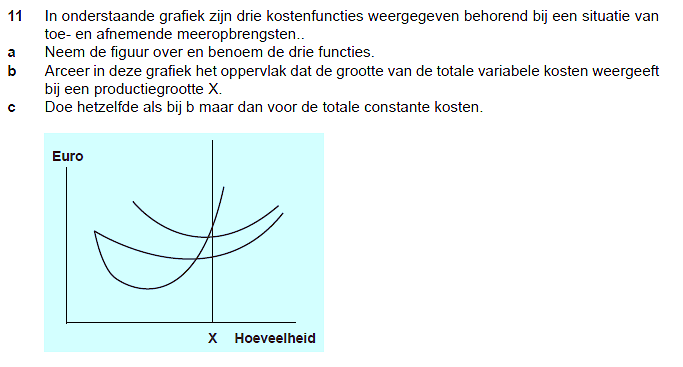 11 In onderstaande grafiek zijn drie kostenfuncties weergegeven behorend bij een situatie van
toe- en afnemende meeropbrengsten..
a Neem de figuur over en benoem de drie functies.
b Arceer in deze grafiek het oppervlak dat de grootte van de totale variabele kosten weergeeft
bij een productiegrootte X.
c Doe hetzelfde als bij b maar dan voor de totale constante kosten.
Euro
X Hoeveelheid